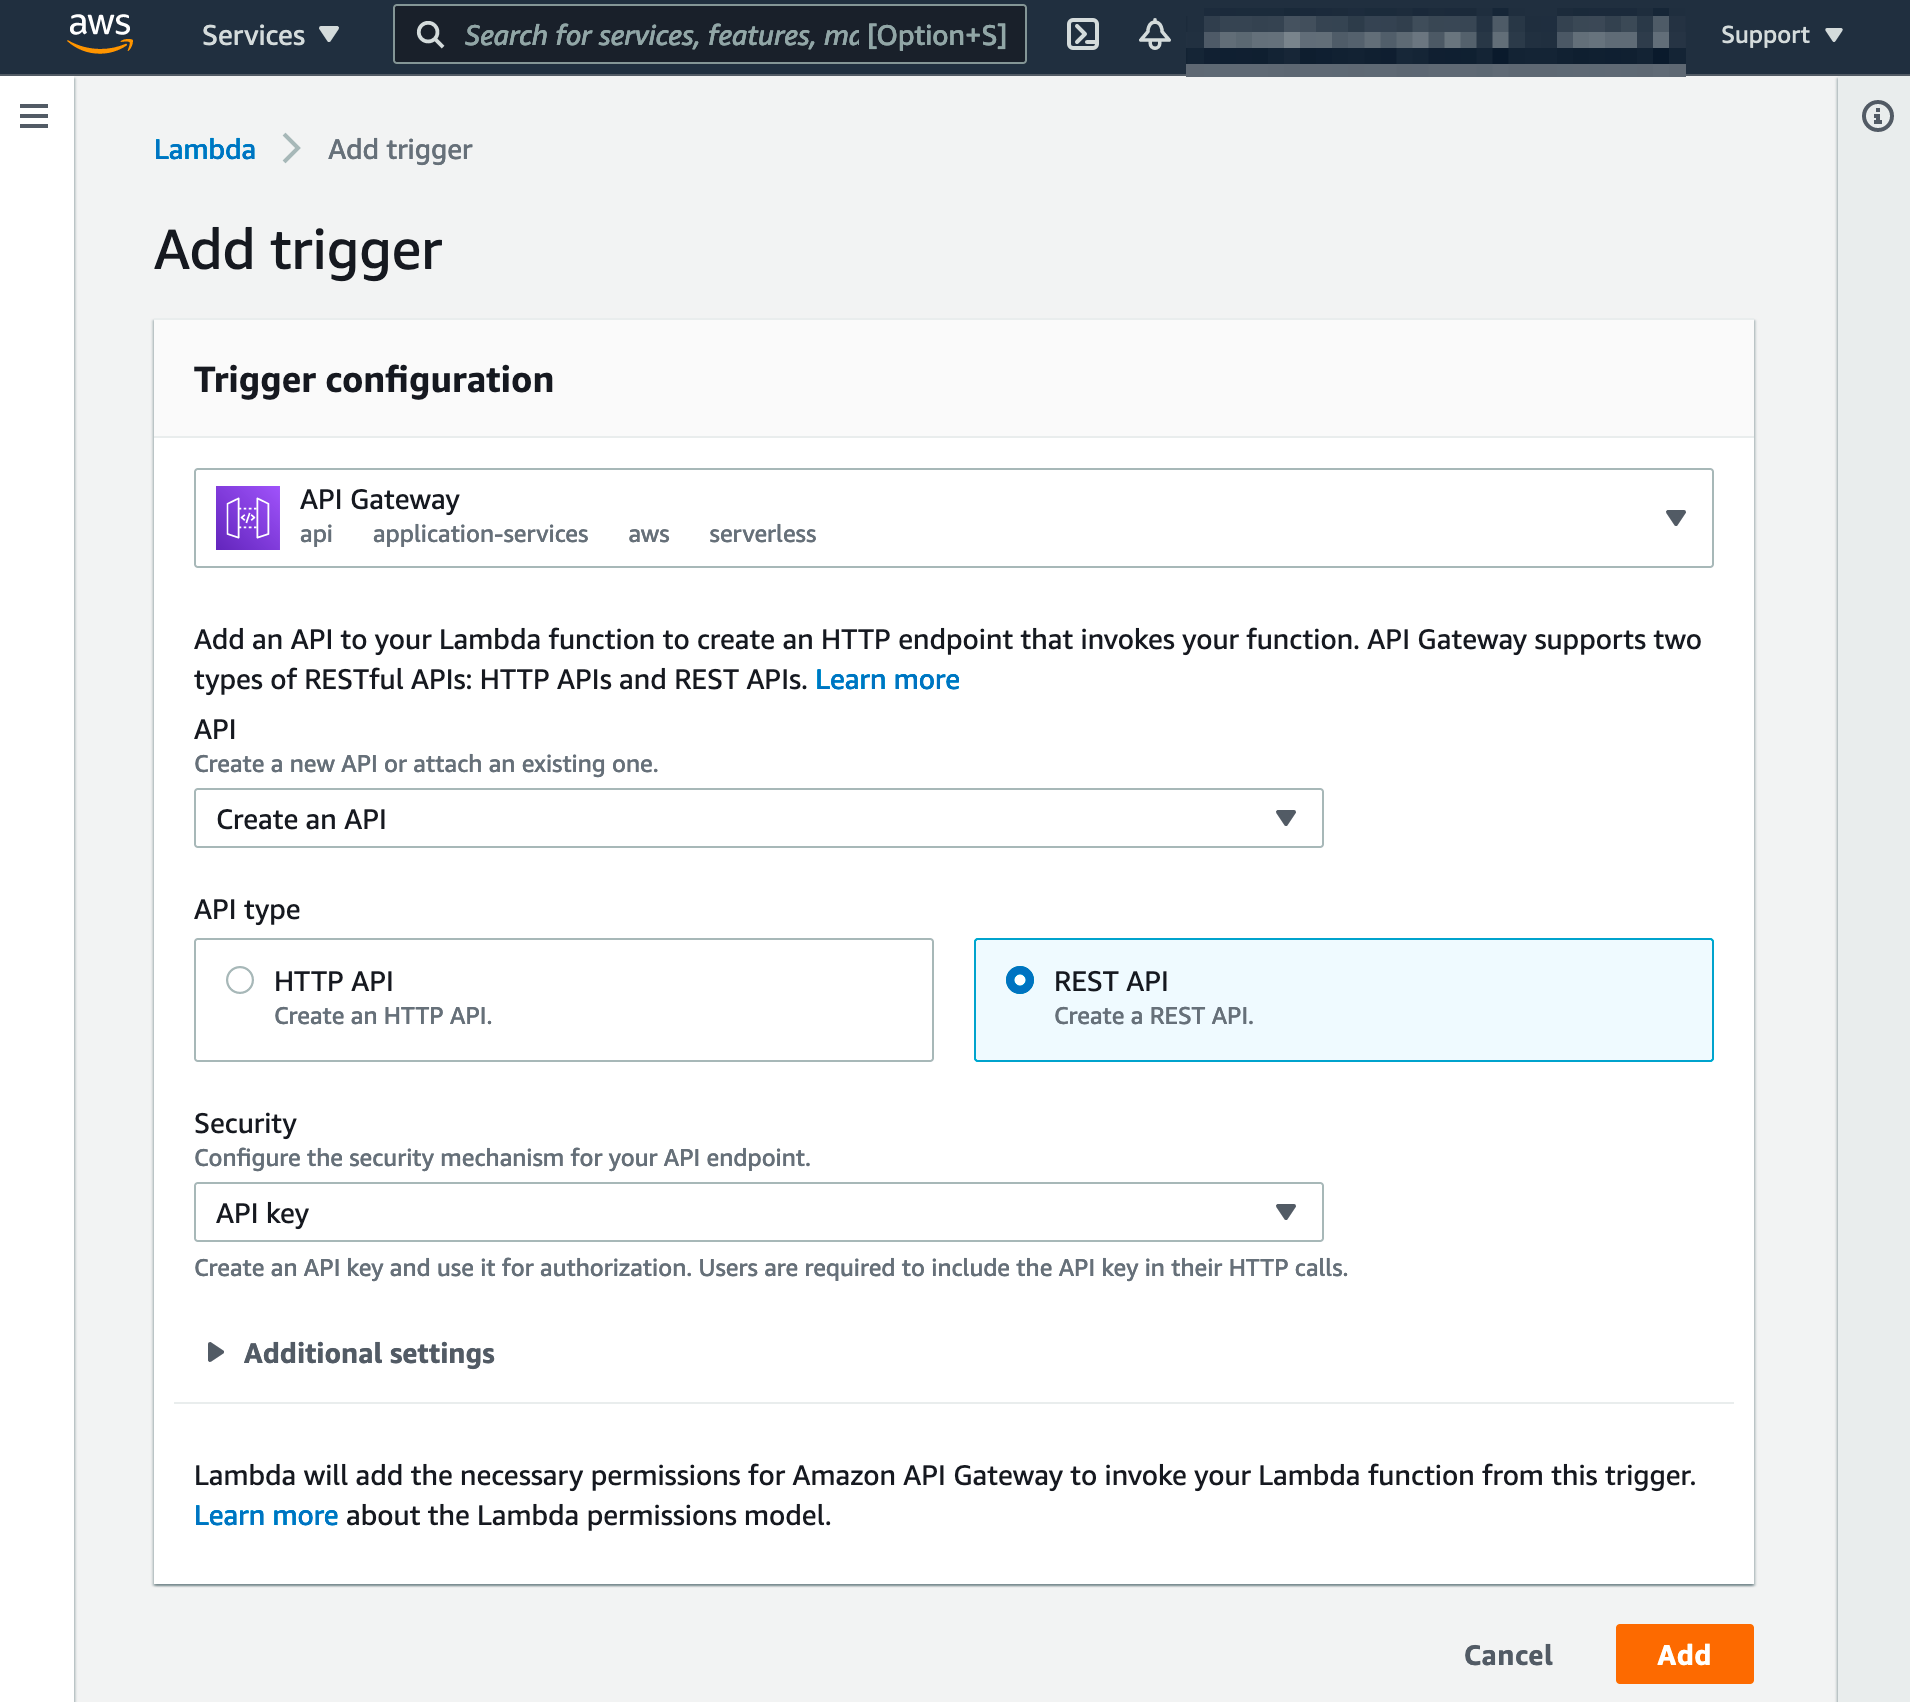 aws Services Search for services, features, mc [Option+S] Support
Lambda Add trigger
Add trigger
Trigger configuration
API Gateway
api application-services aws serverless
Add an API to your Lambda function to create an HTTP endpoint that invokes your function. API Gateway supports two
types of RESTful APIs: HTTP APIs and REST APIs. Learn more
API
Create a new API or attach an existing one.
Create an API
API type
HTTP API
Create an HTTP API.
REST API
Create a REST API.
Security
Configure the security mechanism for your API endpoint.
API key
Create an API key and use it for authorization. Users are required to include the API key in their HTTP calls.
Additional settings
Lambda will add the necessary permissions for Amazon API Gateway to invoke your Lambda function from this trigger.
Learn more about the Lambda permissions model.
Cancel Add